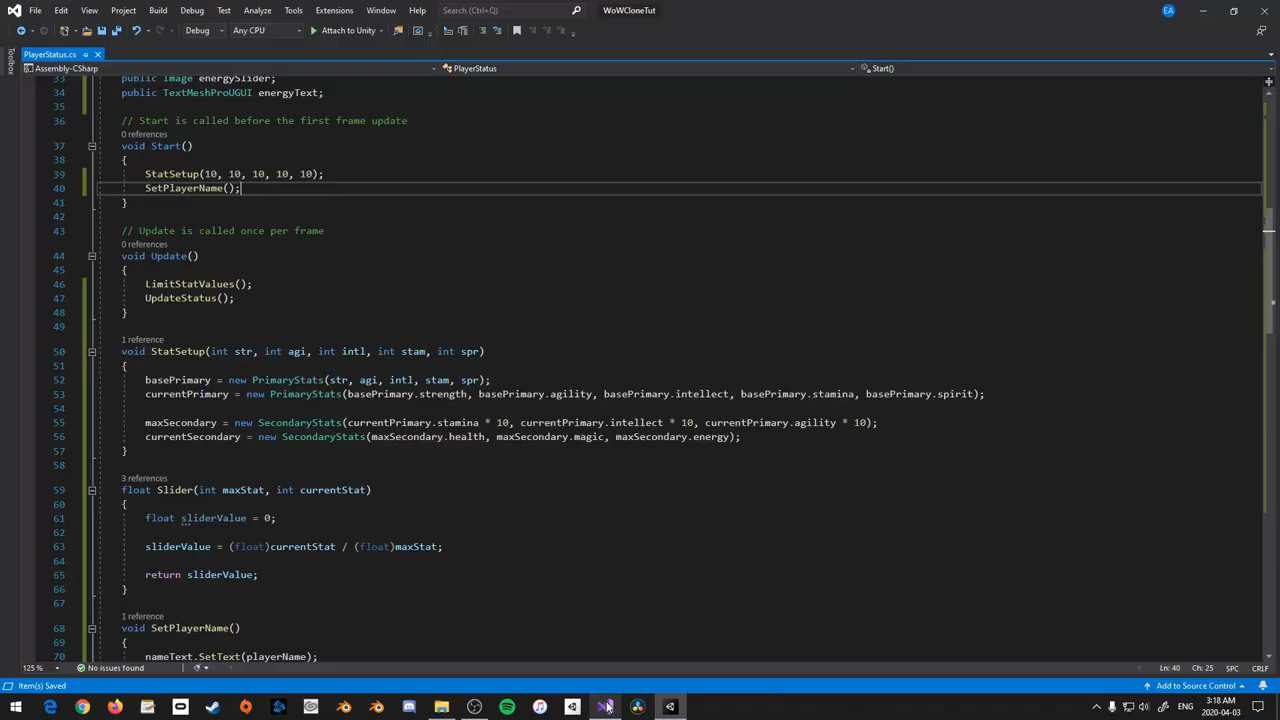 File Edit View Project Build Debug Test Analyze Tools Extensions Window Help Search (Ctrl+Q) WoWCloneTut EA
Debug Any CPU Attach to Unity
PlayerStatus.cs
Toolbox
Assembly-CSharp PlayerStatus Start()
33 public Image energySlider;
34 public TextMeshProUGUI energyText;
35
36 // Start is called before the first frame update
0 references
37 void Start()
38 {
39 StatSetup(10, 10, 10, 10, 10);
40 SetPlayerName();
41 }
42
43 // Update is called once per frame
0 references
44 void Update()
45 {
46 LimitStatValues();
47 UpdateStatus();
48 }
49
1 reference
50 void StatSetup(int str, int agi, int intl, int stam, int spr)
51 {
52 basePrimary = new PrimaryStats(str, agi, intl, stam, spr);
53 currentPrimary = new PrimaryStats(basePrimary.strength, basePrimary.agility, basePrimary.intellect, basePrimary.stamina, basePrimary.spirit);
54
55 maxSecondary = new SecondaryStats(currentPrimary.stamina * 10, currentPrimary.intellect * 10, currentPrimary.agility * 10);
56 currentSecondary = new SecondaryStats(maxSecondary.health, maxSecondary.magic, maxSecondary.energy);
57 }
58
3 references
59 float Slider(int maxStat, int currentStat)
60 {
61 float sliderValue = 0;
62
63 sliderValue = (float)currentStat / (float)maxStat;
64
65 return sliderValue;
66 }
67
1 reference
68 void SetPlayerName()
69 {
70 nameText.SetText(playerName);
125 % No issues found Ln: 40 Ch: 25 SPC CRLF
Item(s) Saved Add to Source Control
3:18 AM
2020-04-03